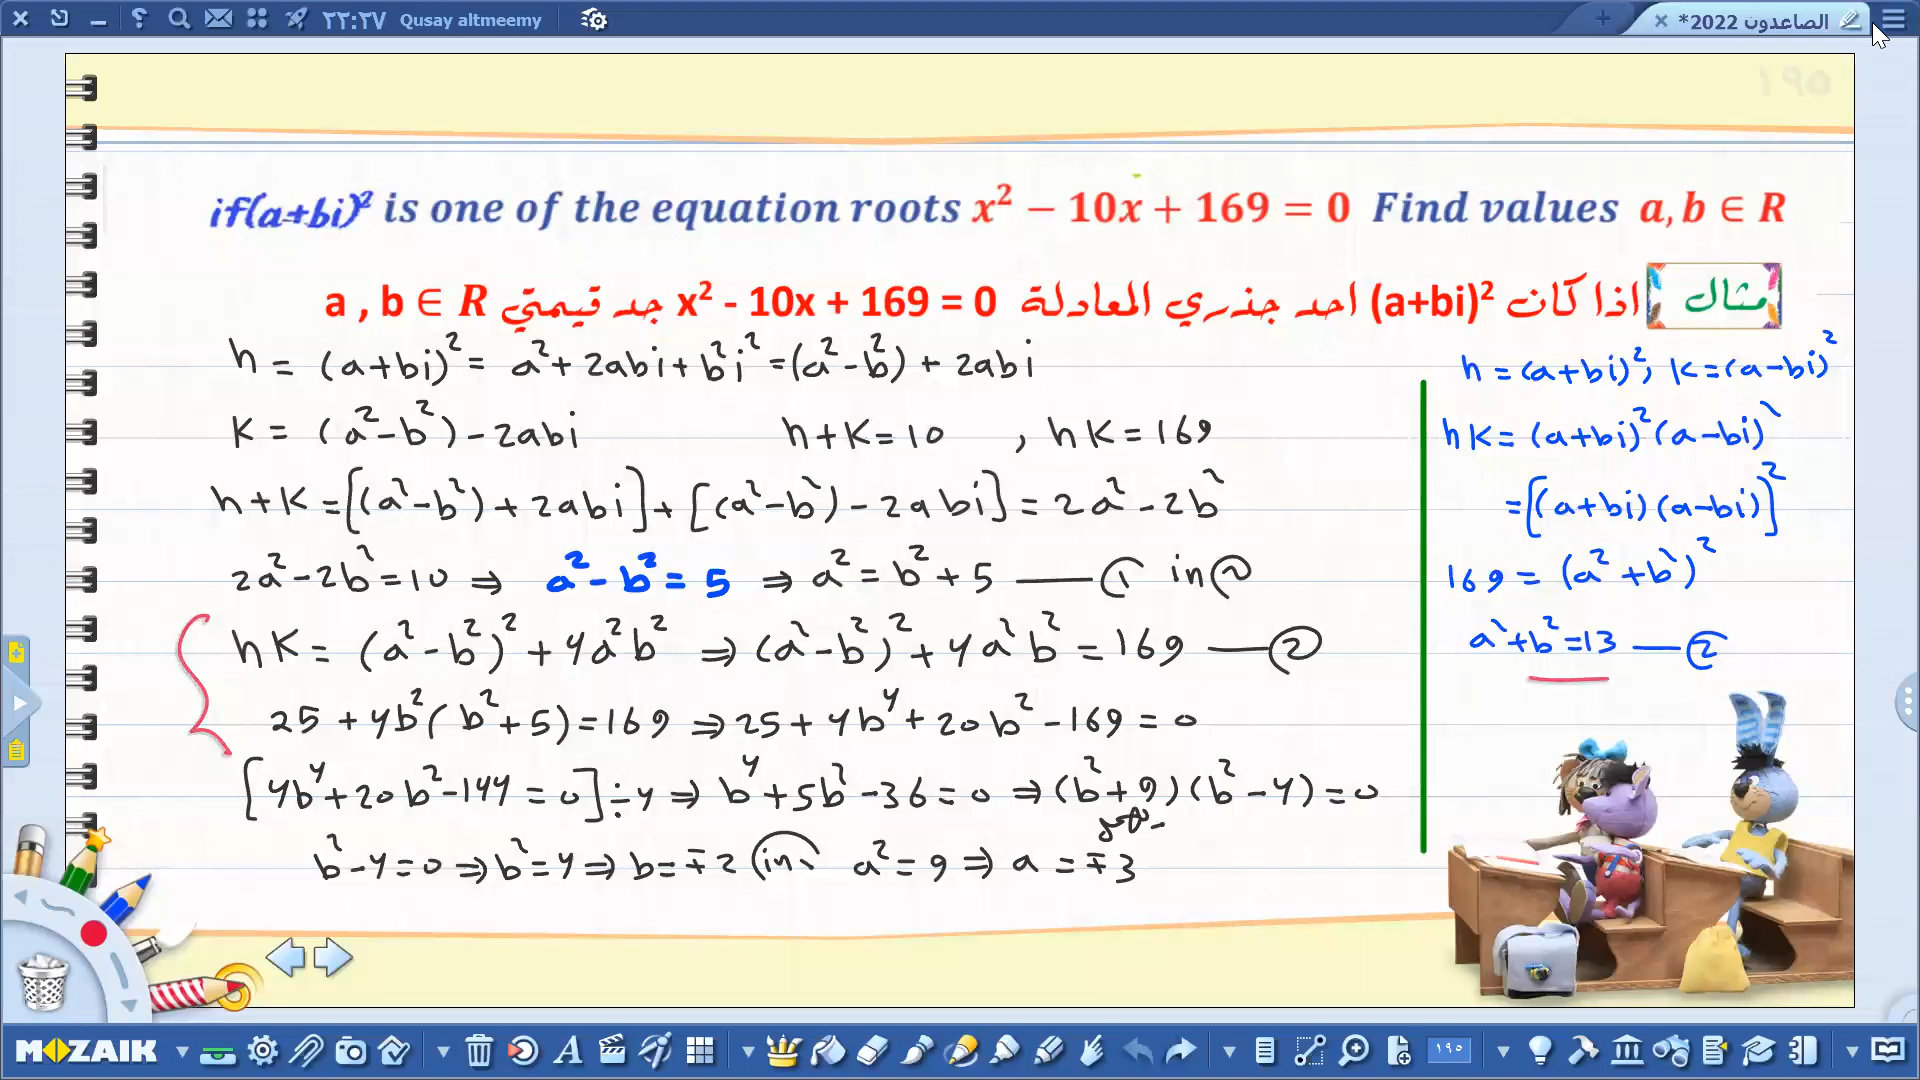 ٢٢:٢٧ Qusay altmeemy
الصاعدون 2022*
١٩٥
if(a+bi)² is one of the equation roots x² − 10x + 169 = 0 Find values a, b ∈ R
مثال اذا كان (a+bi)² احد جذري المعادلة x² - 10x + 169 = 0 جد قيمتي a , b ∈ R
h = (a+bi)² = a² + 2abi + b²i² = (a² - b²) + 2abi
K = (a² - b²) - 2abi h+K = 10 , hK = 169
h+K = [(a² - b²) + 2abi] + [(a² - b²) - 2abi] = 2a² - 2b²
2a² - 2b² = 10 ⇒ a² - b² = 5 ⇒ a² = b² + 5 —— ① in ②
hK = (a² - b²)² + 4a²b² ⇒ (a² - b²)² + 4a²b² = 169 —— ②
25 + 4b²(b² + 5) = 169 ⇒ 25 + 4b⁴ + 20b² - 169 = 0
[4b⁴ + 20b² - 144 = 0] ÷ 4 ⇒ b⁴ + 5b² - 36 = 0 ⇒ (b² + 9)(b² - 4) = 0
b² - 4 = 0 ⇒ b² = 4 ⇒ b = ∓2 in a² = 9 ⇒ a = ∓3
h = (a+bi)², K = (a-bi)²
hK = (a+bi)²(a-bi)²
= [(a+bi)(a-bi)]²
169 = (a² + b²)²
a² + b² = 13 —— ②
MOZAIK
١٩٥